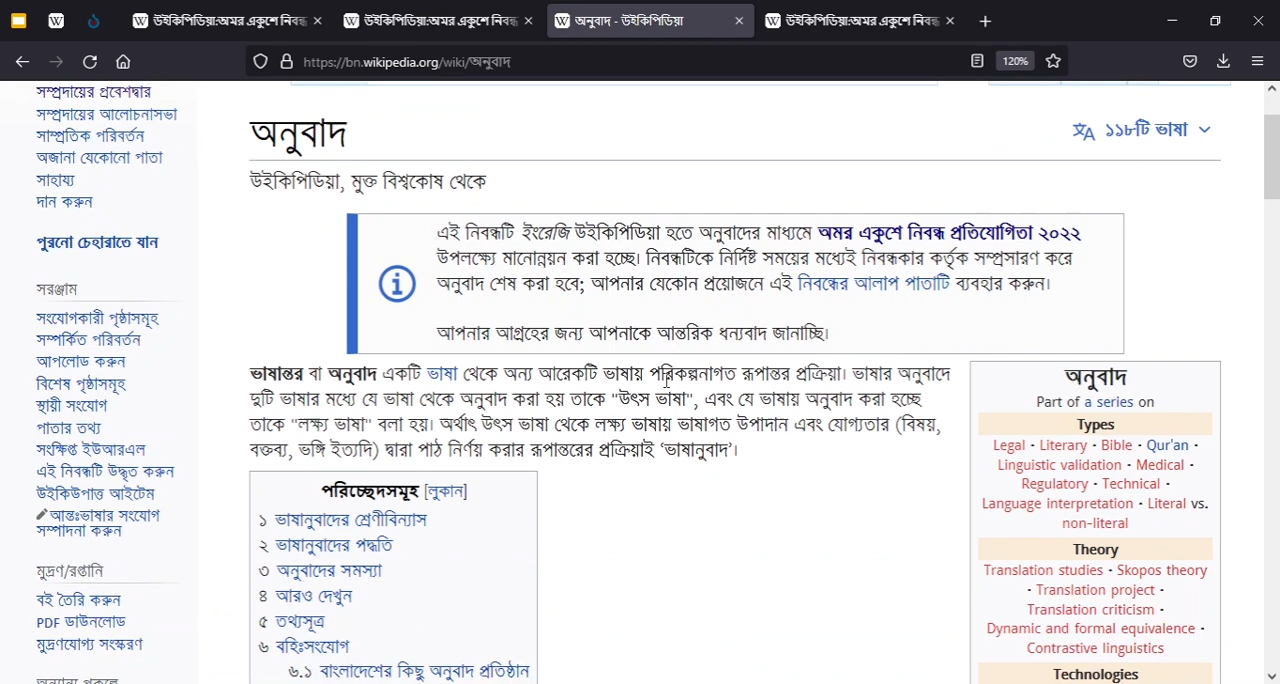 উইকিপিডিয়া:অমর একুশে নিবন্ধ
উইকিপিডিয়া:অমর একুশে নিবন্ধ
অনুবাদ - উইকিপিডিয়া
উইকিপিডিয়া:অমর একুশে নিবন্ধ
https://bn.wikipedia.org/wiki/অনুবাদ
120%
সম্প্রদায়ের প্রবেশদ্বার
সম্প্রদায়ের আলোচনাসভা
সাম্প্রতিক পরিবর্তন
অজানা যেকোনো পাতা
সাহায্য
দান করুন
পুরনো চেহারাতে যান
সরঞ্জাম
সংযোগকারী পৃষ্ঠাসমূহ
সম্পর্কিত পরিবর্তন
আপলোড করুন
বিশেষ পৃষ্ঠাসমূহ
স্থায়ী সংযোগ
পাতার তথ্য
সংক্ষিপ্ত ইউআরএল
এই নিবন্ধটি উদ্ধৃত করুন
উইকিউপাত্ত আইটেম
আন্তঃভাষার সংযোগ
সম্পাদনা করুন
মুদ্রণ/রপ্তানি
বই তৈরি করুন
PDF ডাউনলোড
মুদ্রণযোগ্য সংস্করণ
অনুবাদ
১১৮টি ভাষা
উইকিপিডিয়া, মুক্ত বিশ্বকোষ থেকে
এই নিবন্ধটি ইংরেজি উইকিপিডিয়া হতে অনুবাদের মাধ্যমে অমর একুশে নিবন্ধ প্রতিযোগিতা ২০২২
উপলক্ষ্যে মানোন্নয়ন করা হচ্ছে। নিবন্ধটিকে নির্দিষ্ট সময়ের মধ্যেই নিবন্ধকার কর্তৃক সম্প্রসারণ করে
অনুবাদ শেষ করা হবে; আপনার যেকোন প্রয়োজনে এই নিবন্ধের আলাপ পাতাটি ব্যবহার করুন।
আপনার আগ্রহের জন্য আপনাকে আন্তরিক ধন্যবাদ জানাচ্ছি।
ভাষান্তর বা অনুবাদ একটি ভাষা থেকে অন্য আরেকটি ভাষায় পরিকল্পনাগত রূপান্তর প্রক্রিয়া। ভাষার অনুবাদে
দুটি ভাষার মধ্যে যে ভাষা থেকে অনুবাদ করা হয় তাকে "উৎস ভাষা", এবং যে ভাষায় অনুবাদ করা হচ্ছে
তাকে "লক্ষ্য ভাষা" বলা হয়। অর্থাৎ উৎস ভাষা থেকে লক্ষ্য ভাষায় ভাষাগত উপাদান এবং যোগ্যতার (বিষয়,
বক্তব্য, ভঙ্গি ইত্যদি) দ্বারা পাঠ নির্ণয় করার রূপান্তরের প্রক্রিয়াই ‘ভাষানুবাদ’।
পরিচ্ছেদসমূহ [লুকান]
১ ভাষানুবাদের শ্রেণীবিন্যাস
২ ভাষানুবাদের পদ্ধতি
৩ অনুবাদের সমস্যা
৪ আরও দেখুন
৫ তথ্যসূত্র
৬ বহিঃসংযোগ
৬.১ বাংলাদেশের কিছু অনুবাদ প্রতিষ্ঠান
অনুবাদ
Part of a series on
Types
Legal · Literary · Bible · Qur'an ·
Linguistic validation · Medical ·
Regulatory · Technical ·
Language interpretation · Literal vs.
non-literal
Theory
Translation studies · Skopos theory
· Translation project ·
Translation criticism ·
Dynamic and formal equivalence ·
Contrastive linguistics
Technologies